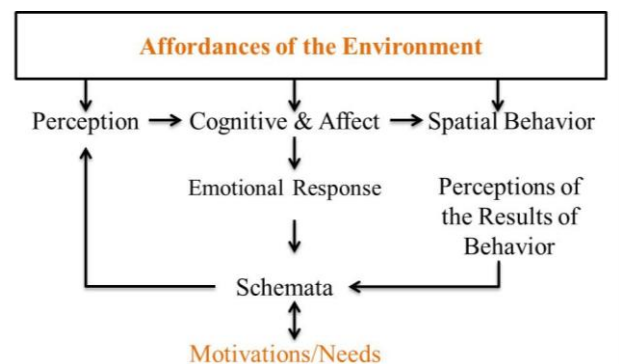 Affordances of the Environment
Perception
Cognitive & Affect
Spatial Behavior
Emotional Response
Perceptions of
the Results of
Behavior
Schemata
Motivations/Needs